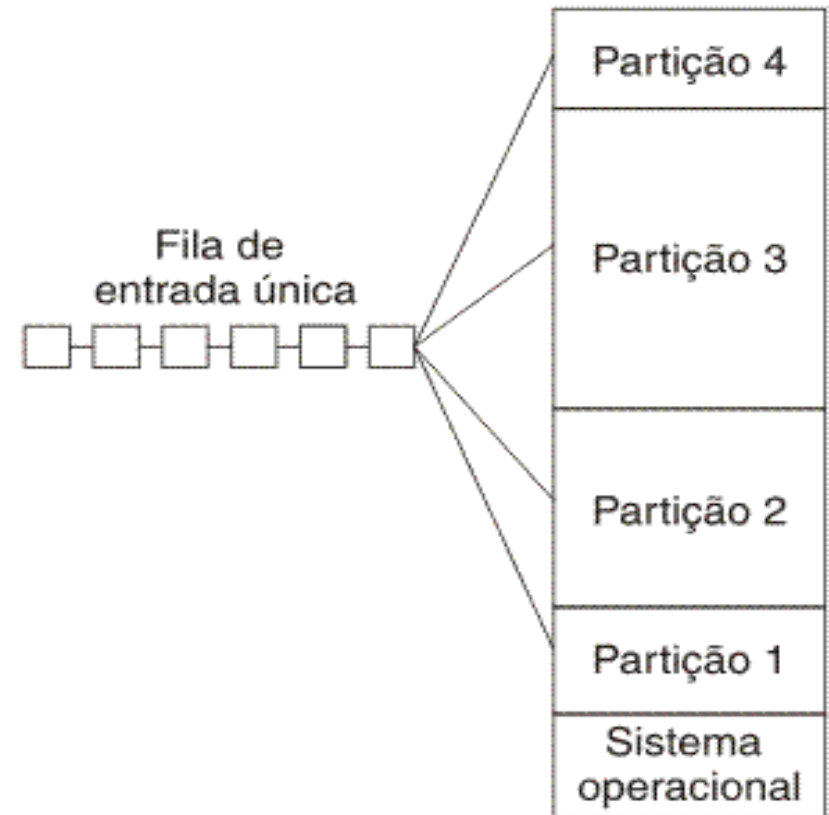 Fila de
entrada única
Partição 4
Partição 3
Partição 2
Partição 1
Sistema
operacional